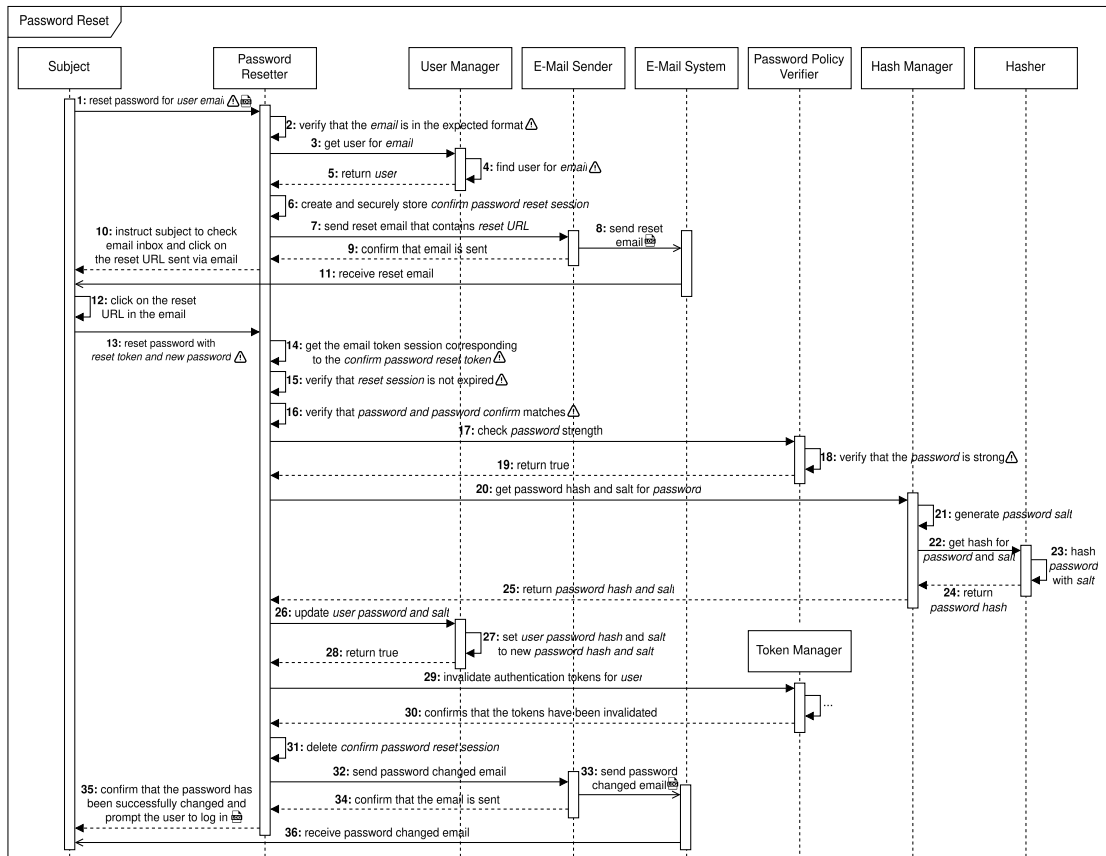 Password Reset
Subject
Password
Resetter
User Manager
E-Mail Sender
E-Mail System
Password Policy
Verifier
Hash Manager
Hasher
1: reset password for user email
2: verify that the email is in the expected format
3: get user for email
4: find user for email
5: return user
6: create and securely store confirm password reset session
7: send reset email that contains reset URL
8: send reset
email
9: confirm that email is sent
10: instruct subject to check
email inbox and click on
the reset URL sent via email
11: receive reset email
12: click on the reset
URL in the email
13: reset password with
reset token and new password
14: get the email token session corresponding
to the confirm password reset token
15: verify that reset session is not expired
16: verify that password and password confirm matches
17: check password strength
18: verify that the password is strong
19: return true
20: get password hash and salt for password
21: generate password salt
22: get hash for
password and salt
23: hash
password
with salt
24: return
password hash
25: return password hash and salt
26: update user password and salt
27: set user password hash and salt
to new password hash and salt
28: return true
Token Manager
29: invalidate authentication tokens for user
...
30: confirms that the tokens have been invalidated
31: delete confirm password reset session
32: send password changed email
33: send password
changed email
34: confirm that the email is sent
35: confirm that the password has
been successfully changed and
prompt the user to log in
36: receive password changed email